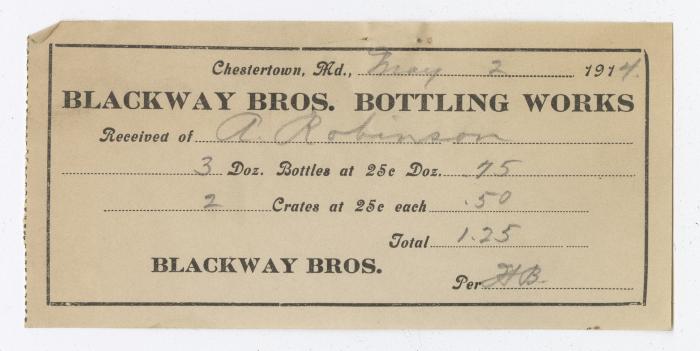 Chestertown, Md., May 2 1914.
BLACKWAY BROS. BOTTLING WORKS
Received of A. Robinson
3 Doz. Bottles at 25c Doz. .75
2 Crates at 25c each .50
Total 1.25
BLACKWAY BROS.
Per HB.